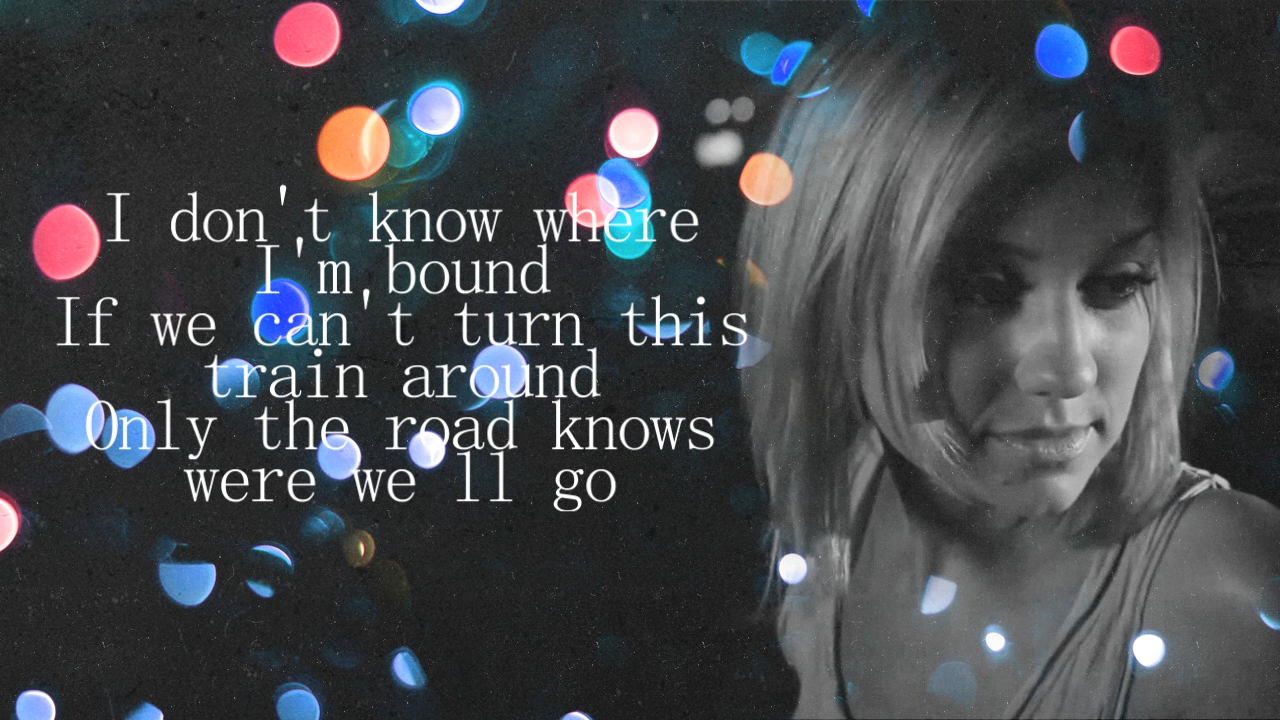 I don't know where
I'm bound
If we can't turn this
train around
Only the road knows
were we ll go